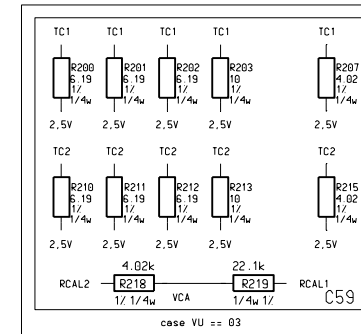 TC1 TC1 TC1 TC1 TC1
R200 R201 R202 R203 R207
6.19 6.19 6.19 10 4.02
1% 1% 1% 1% 1%
1/4w 1/4w 1/4w 1/4w 1/4w
2,5V 2,5V 2,5V 2,5V 2,5V
TC2 TC2 TC2 TC2 TC2
R210 R211 R212 R213 R215
6.19 6.19 6.19 10 4.02
1% 1% 1% 1% 1%
1/4w 1/4w 1/4w 1/4w 1/4w
2,5V 2,5V 2,5V 2,5V 2,5V
4.02k 22.1k
RCAL2 R218 R219 RCAL1
1% 1/4w VCA 1/4w 1% C59
case VU == 03